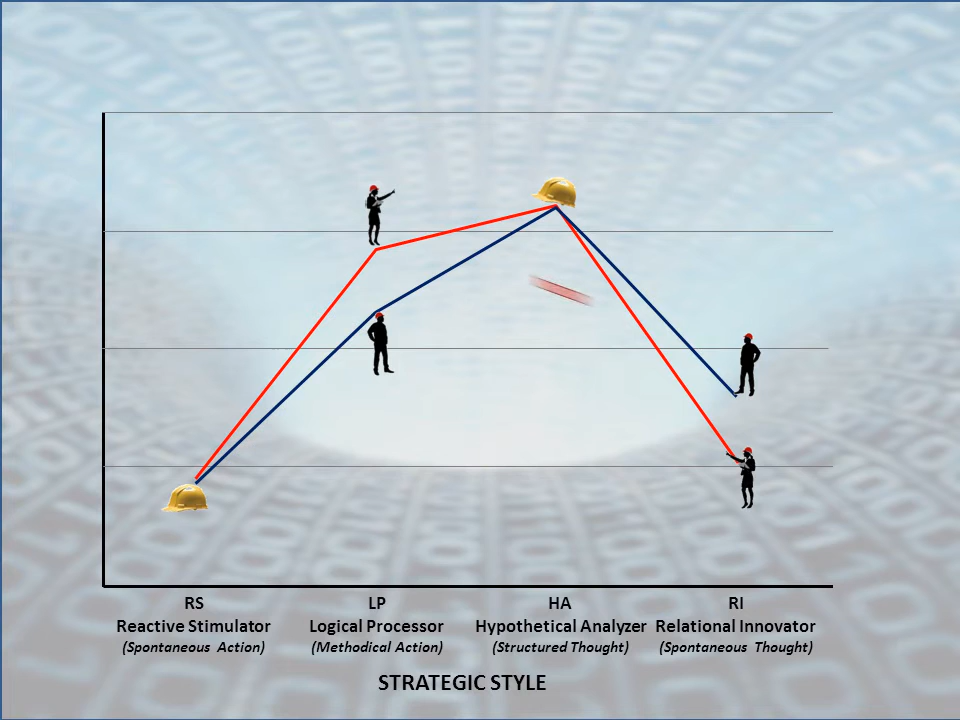 RS LP HA RI
Reactive Stimulator Logical Processor Hypothetical Analyzer Relational Innovator
(Spontaneous Action) (Methodical Action) (Structured Thought) (Spontaneous Thought)
STRATEGIC STYLE